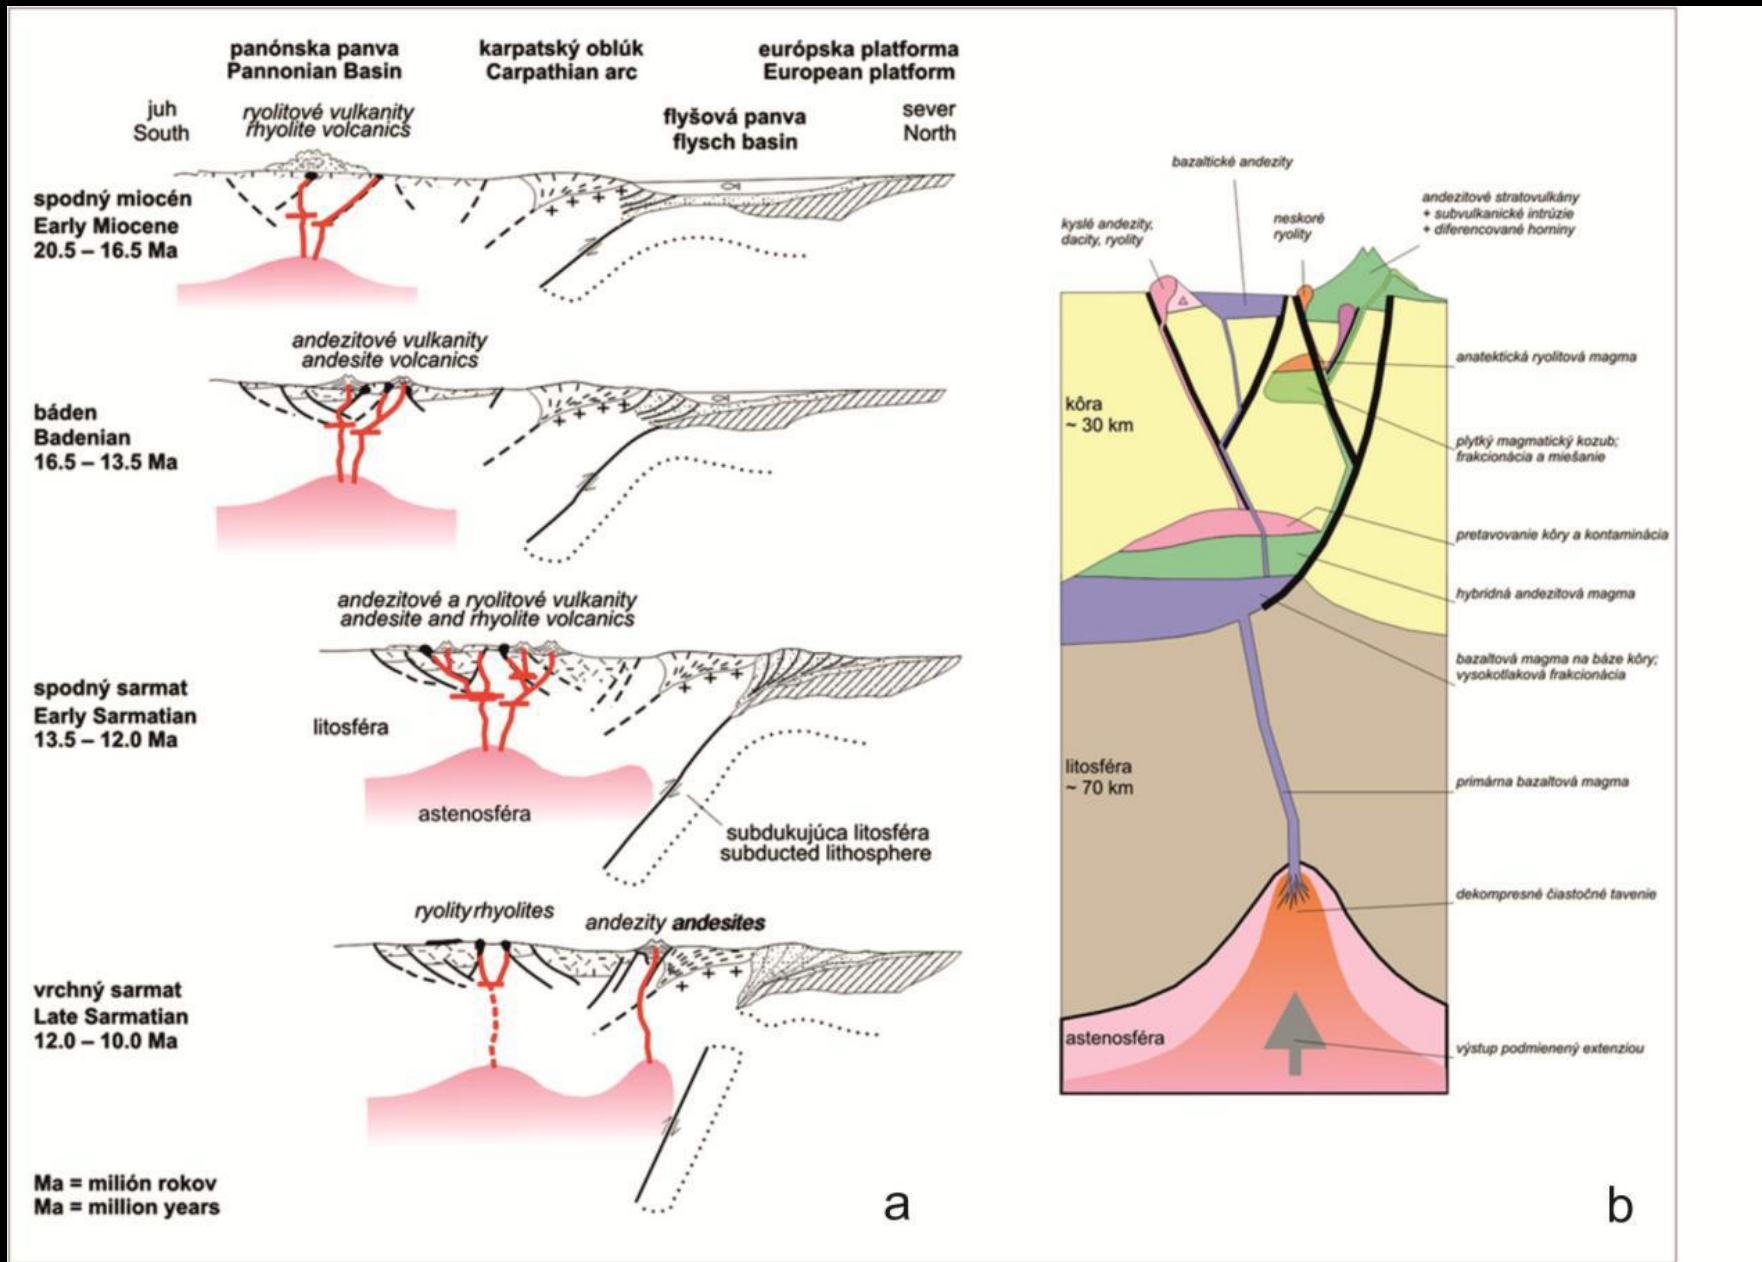 panónska panva
Pannonian Basin
karpatský oblúk
Carpathian arc
európska platforma
European platform
juh
South
ryolitové vulkanity
rhyolite volcanics
flyšová panva
flysch basin
sever
North
spodný miocén
Early Miocene
20.5 – 16.5 Ma
andezitové vulkanity
andesite volcanics
báden
Badenian
16.5 – 13.5 Ma
andezitové a ryolitové vulkanity
andesite and rhyolite volcanics
spodný sarmat
Early Sarmatian
13.5 – 12.0 Ma
litosféra
astenosféra
subdukujúca litosféra
subducted lithosphere
ryolity rhyolites
andezity andesites
vrchný sarmat
Late Sarmatian
12.0 – 10.0 Ma
Ma = milión rokov
Ma = million years
a
bazaltické andezity
kyslé andezity,
dacity, ryolity
neskoré
ryolity
andezitové stratovulkány
+ subvulkanické intrúzie
+ diferencované horniny
anatektická ryolitová magma
kôra
~ 30 km
plytký magmatický kozub;
frakcionácia a miešanie
pretavovanie kôry a kontaminácia
hybridná andezitová magma
bazaltová magma na báze kôry;
vysokotlaková frakcionácia
litosféra
~ 70 km
primárna bazaltová magma
dekompresné čiastočné tavenie
astenosféra
výstup podmienený extenziou
b